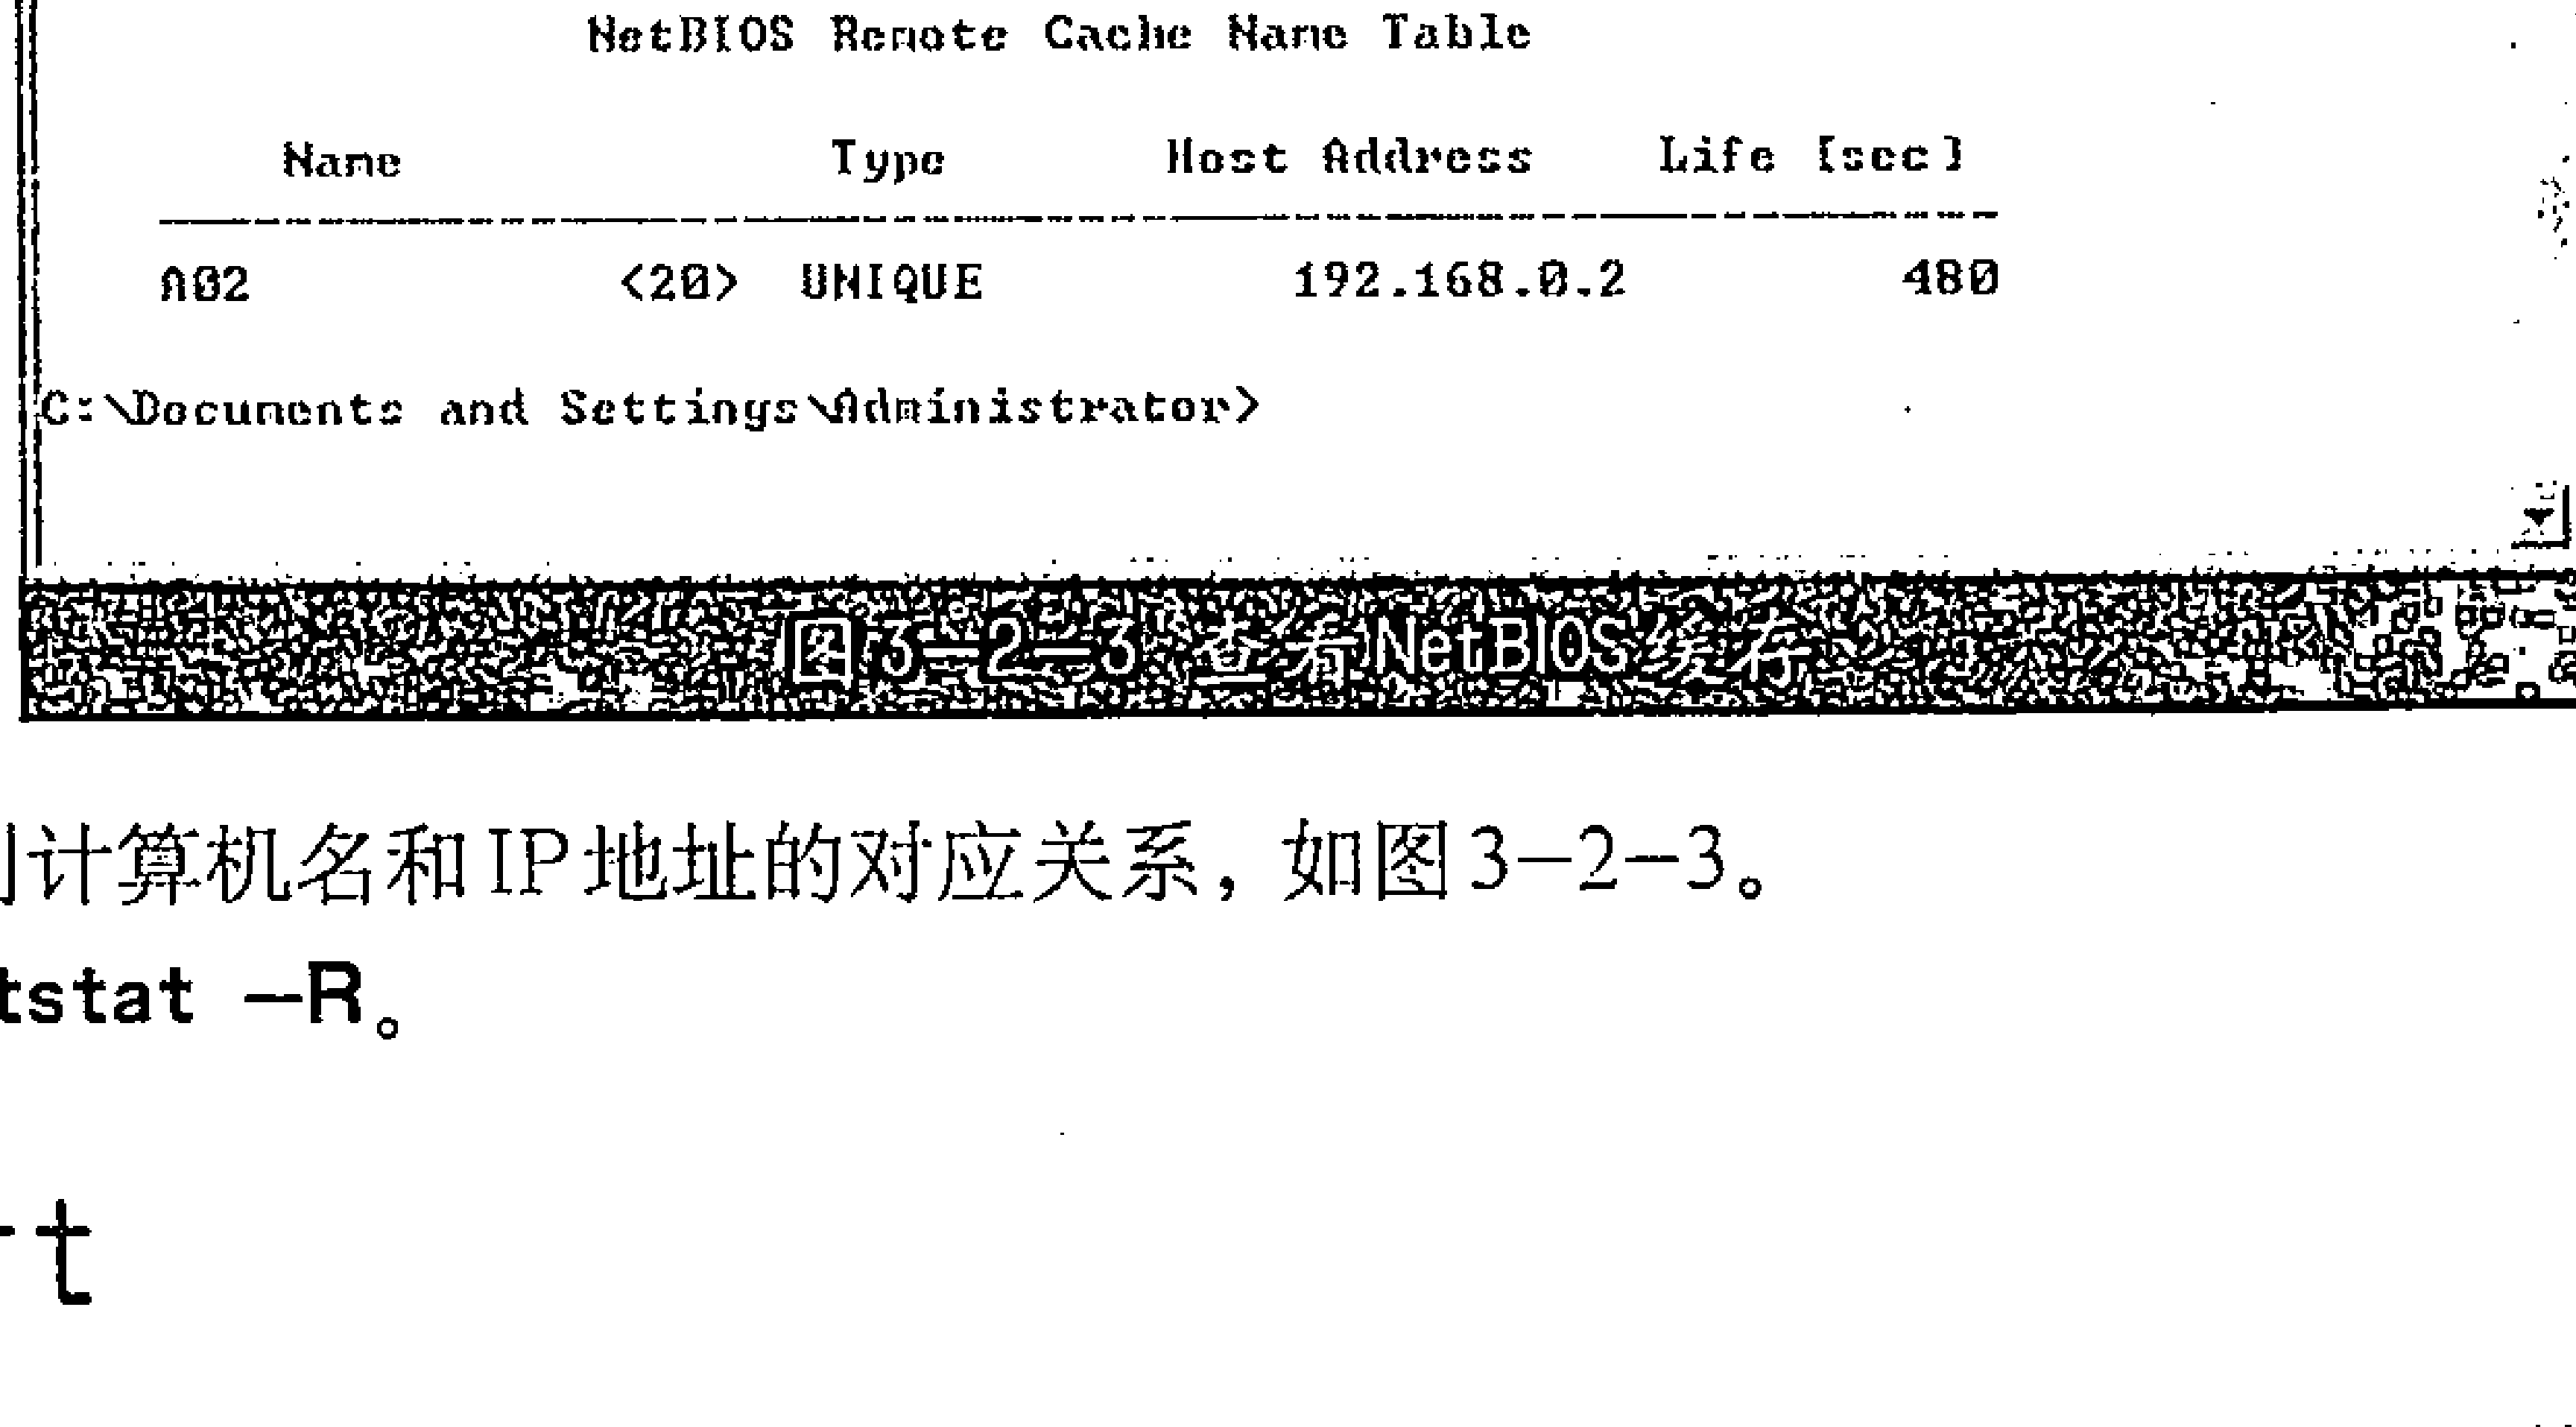 NetBIOS Remote Cache Name Table
Name Type Host Address Life [sec]
A02 <20> UNIQUE 192.168.0.2 480
C:\Documents and Settings\Administrator>
图3-2-3 查看NetBIOS缓存
计算机名和IP地址的对应关系，如图3-2-3。
tstat -R。
t